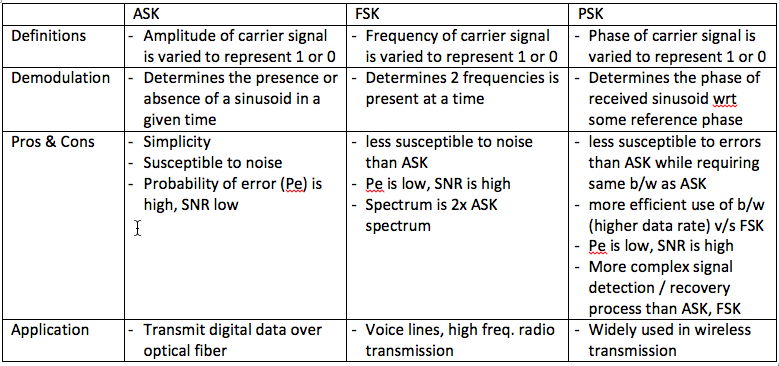 ASK FSK PSK
Definitions
- Amplitude of carrier signal
is varied to represent 1 or 0
- Frequency of carrier signal
is varied to represent 1 or 0
- Phase of carrier signal is
varied to represent 1 or 0
Demodulation
- Determines the presence or
absence of a sinusoid in a
given time
- Determines 2 frequencies is
present at a time
- Determines the phase of
received sinusoid wrt
some reference phase
Pros & Cons
- Simplicity
- Susceptible to noise
- Probability of error (Pe) is
high, SNR low
- less susceptible to noise
than ASK
- Pe is low, SNR is high
- Spectrum is 2x ASK
spectrum
- less susceptible to errors
than ASK while requiring
same b/w as ASK
- more efficient use of b/w
(higher data rate) v/s FSK
- Pe is low, SNR is high
- More complex signal
detection / recovery
process than ASK, FSK
Application
- Transmit digital data over
optical fiber
- Voice lines, high freq. radio
transmission
- Widely used in wireless
transmission